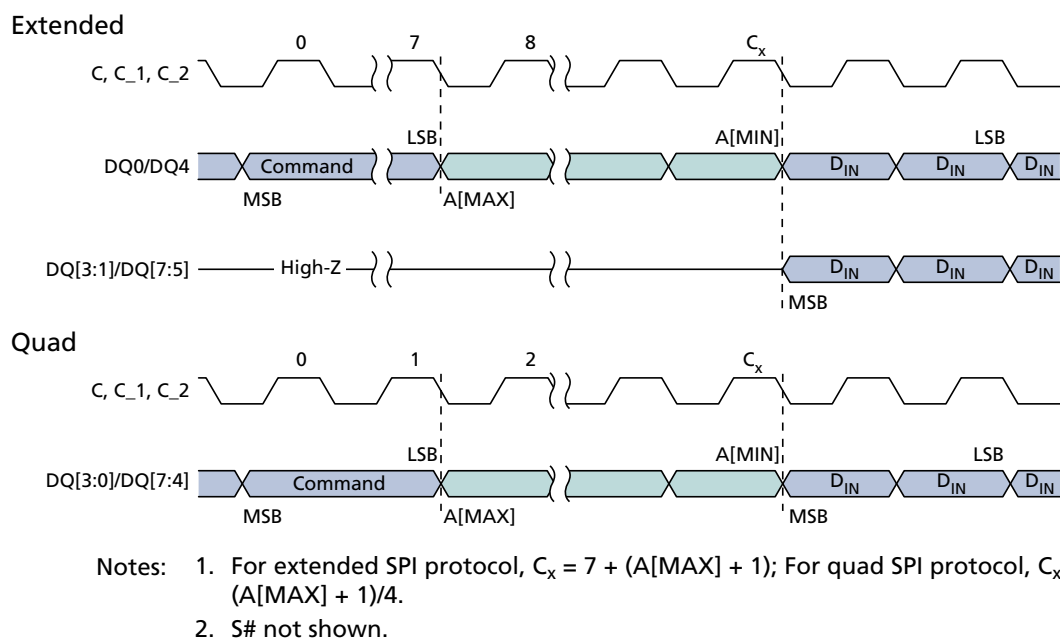 Extended
0 7 8 Cx
C, C_1, C_2
LSB A[MIN] LSB
DQ0/DQ4 Command DIN DIN DIN
MSB A[MAX]
DQ[3:1]/DQ[7:5] High-Z DIN DIN DIN
MSB
Quad
0 1 2 Cx
C, C_1, C_2
LSB A[MIN] LSB
DQ[3:0]/DQ[7:4] Command DIN DIN DIN
MSB A[MAX] MSB
Notes: 1. For extended SPI protocol, Cx = 7 + (A[MAX] + 1); For quad SPI protocol, Cx
(A[MAX] + 1)/4.
2. S# not shown.